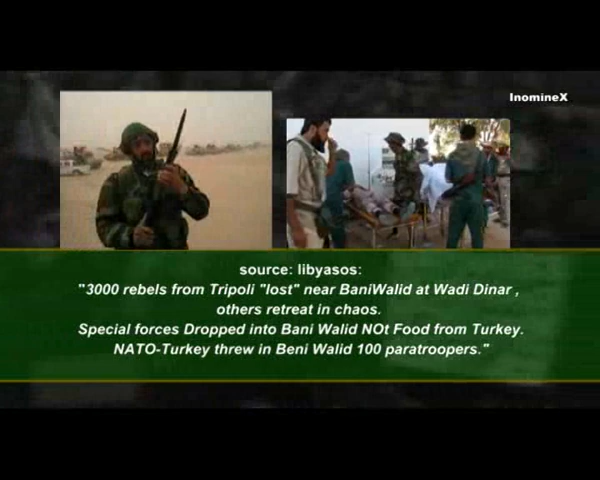 InomineX
source: libyasos:
"3000 rebels from Tripoli "lost" near BaniWalid at Wadi Dinar ,
others retreat in chaos.
Special forces Dropped into Bani Walid NOt Food from Turkey.
NATO-Turkey threw in Beni Walid 100 paratroopers."